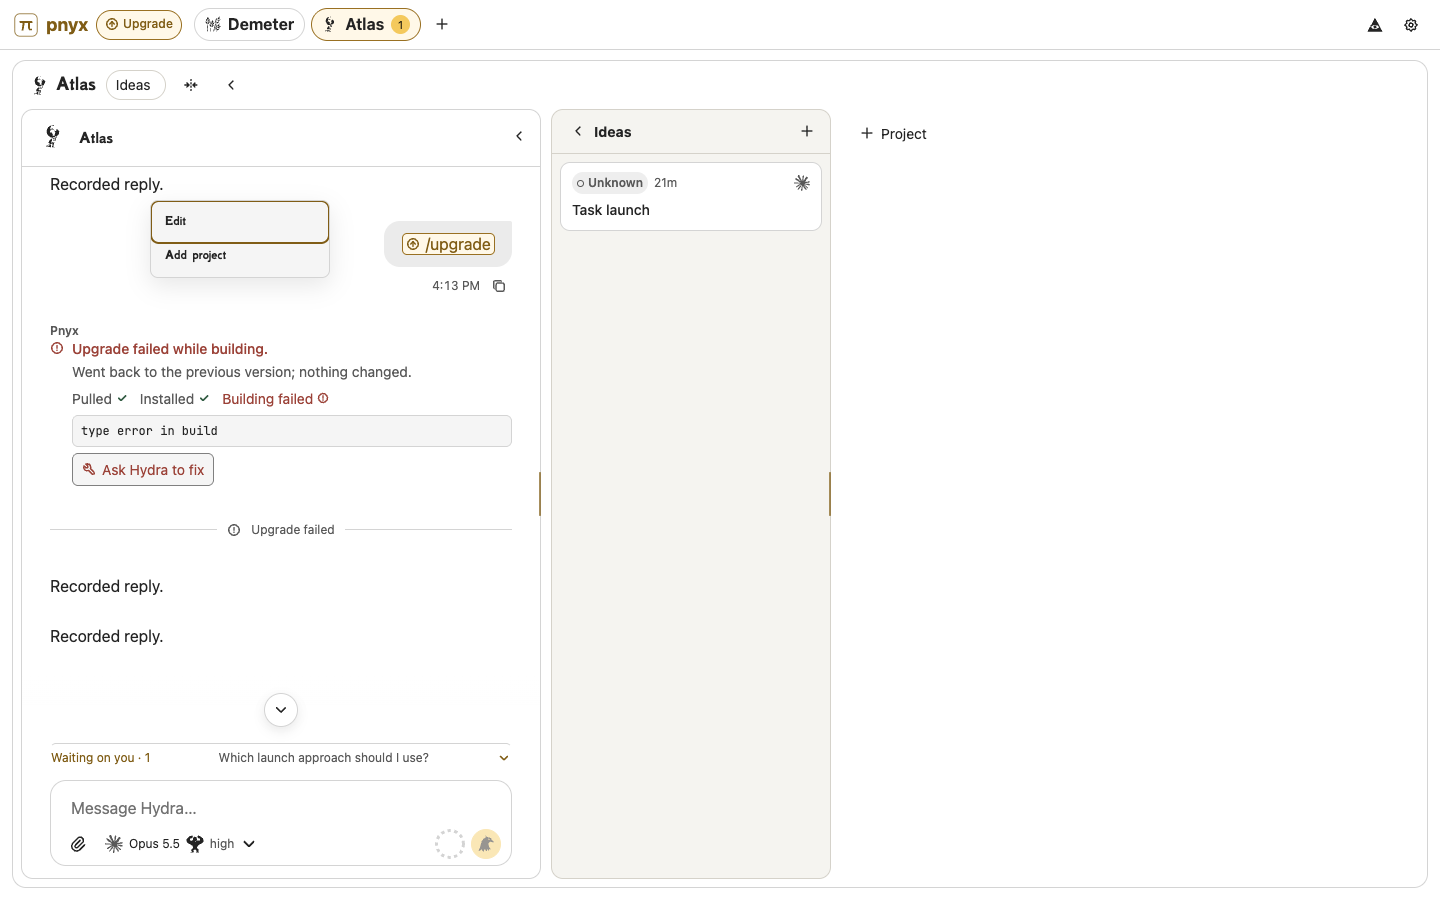 π pnyx
Upgrade
Demeter
Atlas 1
Atlas
Ideas
Atlas
Recorded reply.
Edit
Add project
/upgrade
4:13 PM
Pnyx
Upgrade failed while building.
Went back to the previous version; nothing changed.
Pulled Installed Building failed
type error in build
Ask Hydra to fix
Upgrade failed
Recorded reply.
Recorded reply.
Waiting on you · 1 Which launch approach should I use?
Message Hydra...
Opus 5.5 high
Ideas
Unknown 21m
Task launch
Project